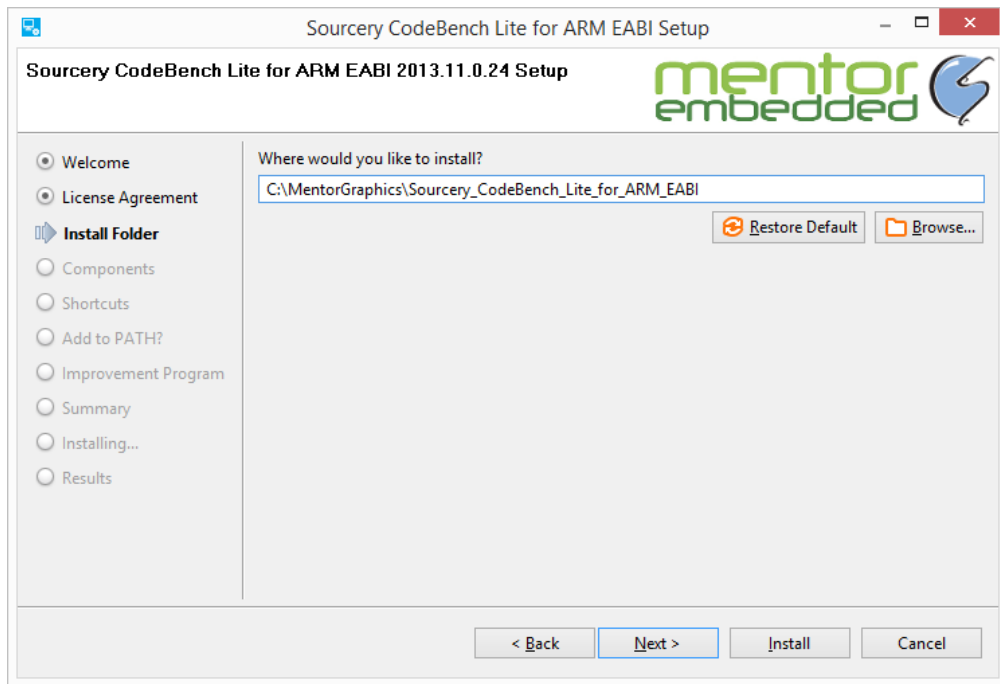 Sourcery CodeBench Lite for ARM EABI Setup
Sourcery CodeBench Lite for ARM EABI 2013.11.0.24 Setup
mentor
embedded
Welcome
License Agreement
Install Folder
Components
Shortcuts
Add to PATH?
Improvement Program
Summary
Installing...
Results
Where would you like to install?
C:\MentorGraphics\Sourcery_CodeBench_Lite_for_ARM_EABI
Restore Default
Browse...
< Back
Next >
Install
Cancel